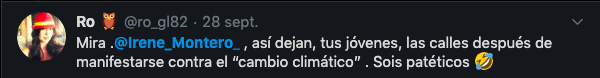 Ro 🦉 @ro_gl82 · 28 sept.
Mira .@Irene_Montero_ , así dejan, tus jóvenes, las calles después de
manifestarse contra el “cambio climático” . Sois patéticos 🤣